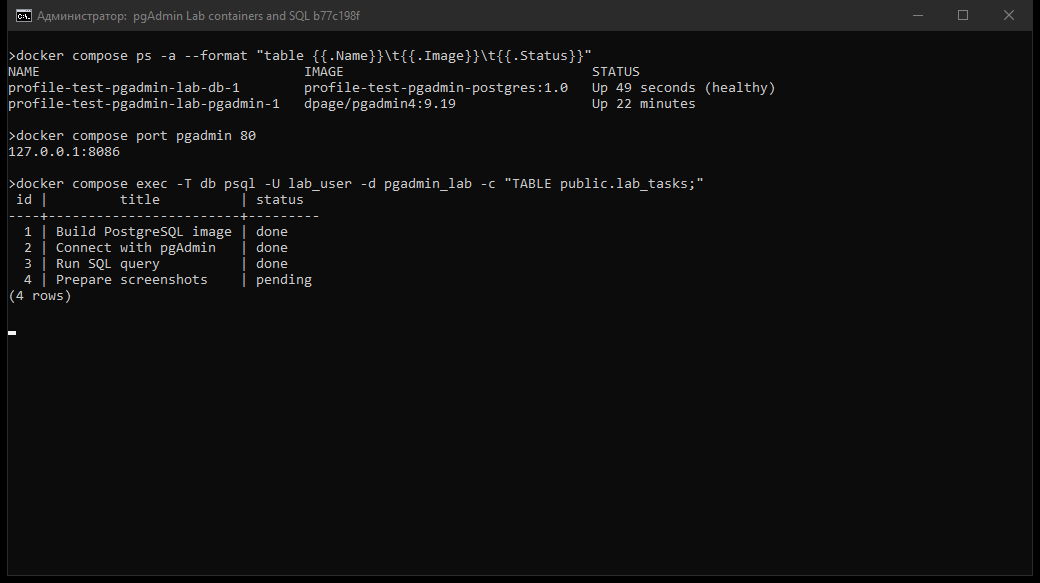 Администратор: pgAdmin Lab containers and SQL b77c198f
>docker compose ps -a --format "table {{.Name}}\t{{.Image}}\t{{.Status}}"
NAME                                 IMAGE                               STATUS
profile-test-pgadmin-lab-db-1        profile-test-pgadmin-postgres:1.0   Up 49 seconds (healthy)
profile-test-pgadmin-lab-pgadmin-1   dpage/pgadmin4:9.19                 Up 22 minutes
>docker compose port pgadmin 80
127.0.0.1:8086
>docker compose exec -T db psql -U lab_user -d pgadmin_lab -c "TABLE public.lab_tasks;"
 id |         title          | status
----+------------------------+---------
  1 | Build PostgreSQL image | done
  2 | Connect with pgAdmin   | done
  3 | Run SQL query          | done
  4 | Prepare screenshots    | pending
(4 rows)